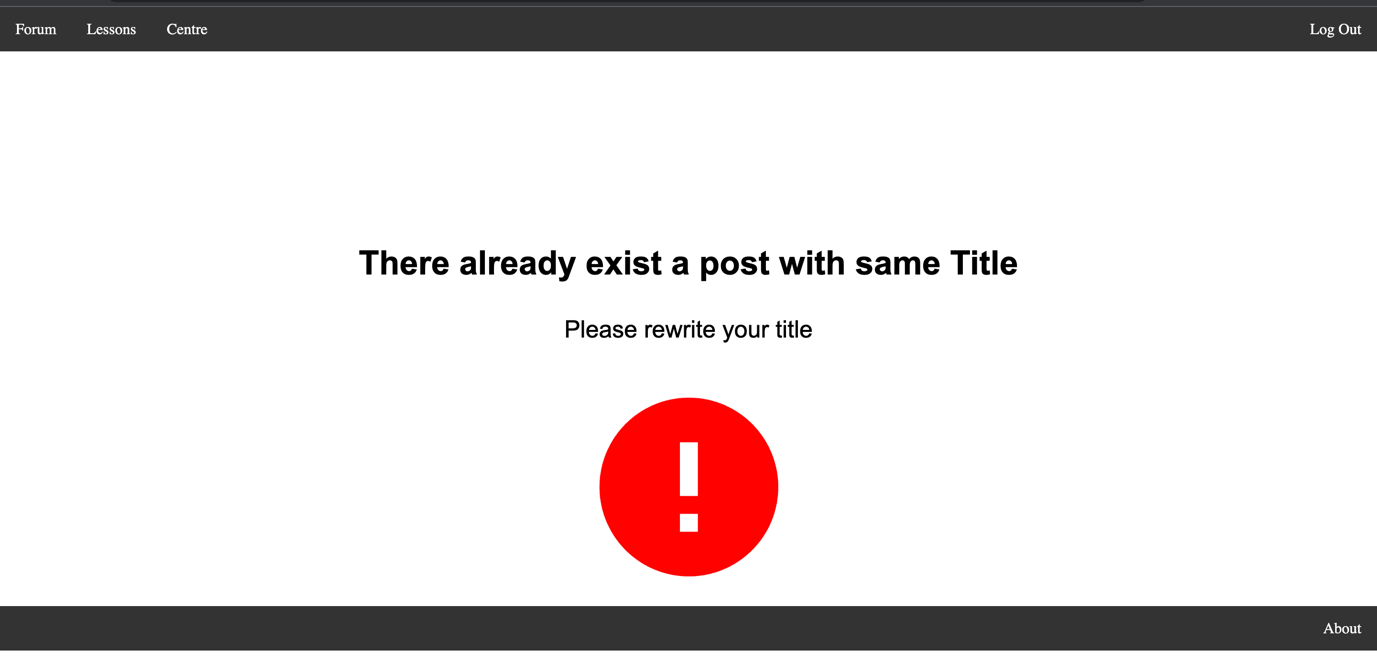 Forum Lessons Centre Log Out
There already exist a post with same Title
Please rewrite your title
!
About